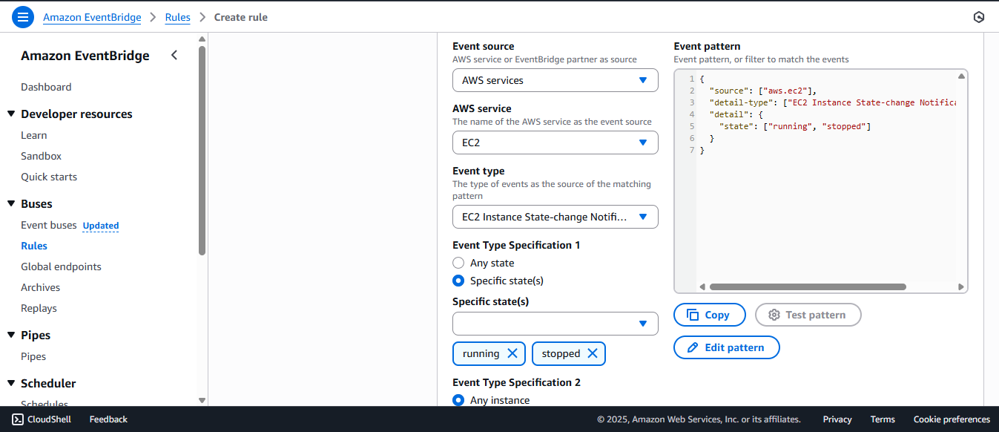 Amazon EventBridge > Rules > Create rule
Amazon EventBridge
Dashboard
Developer resources
Learn
Sandbox
Quick starts
Buses
Event buses Updated
Rules
Global endpoints
Archives
Replays
Pipes
Pipes
Scheduler
Schedules
Event source
AWS service or EventBridge partner as source
AWS services
AWS service
The name of the AWS service as the event source
EC2
Event type
The type of events as the source of the matching
pattern
EC2 Instance State-change Notifi...
Event Type Specification 1
Any state
Specific state(s)
Specific state(s)
running
stopped
Event Type Specification 2
Any instance
Event pattern
Event pattern, or filter to match the events
1 {
2 "source": ["aws.ec2"],
3 "detail-type": ["EC2 Instance State-change Notifica
4 "detail": {
5 "state": ["running", "stopped"]
6 }
7 }
Copy
Test pattern
Edit pattern
CloudShell Feedback © 2025, Amazon Web Services, Inc. or its affiliates. Privacy Terms Cookie preferences